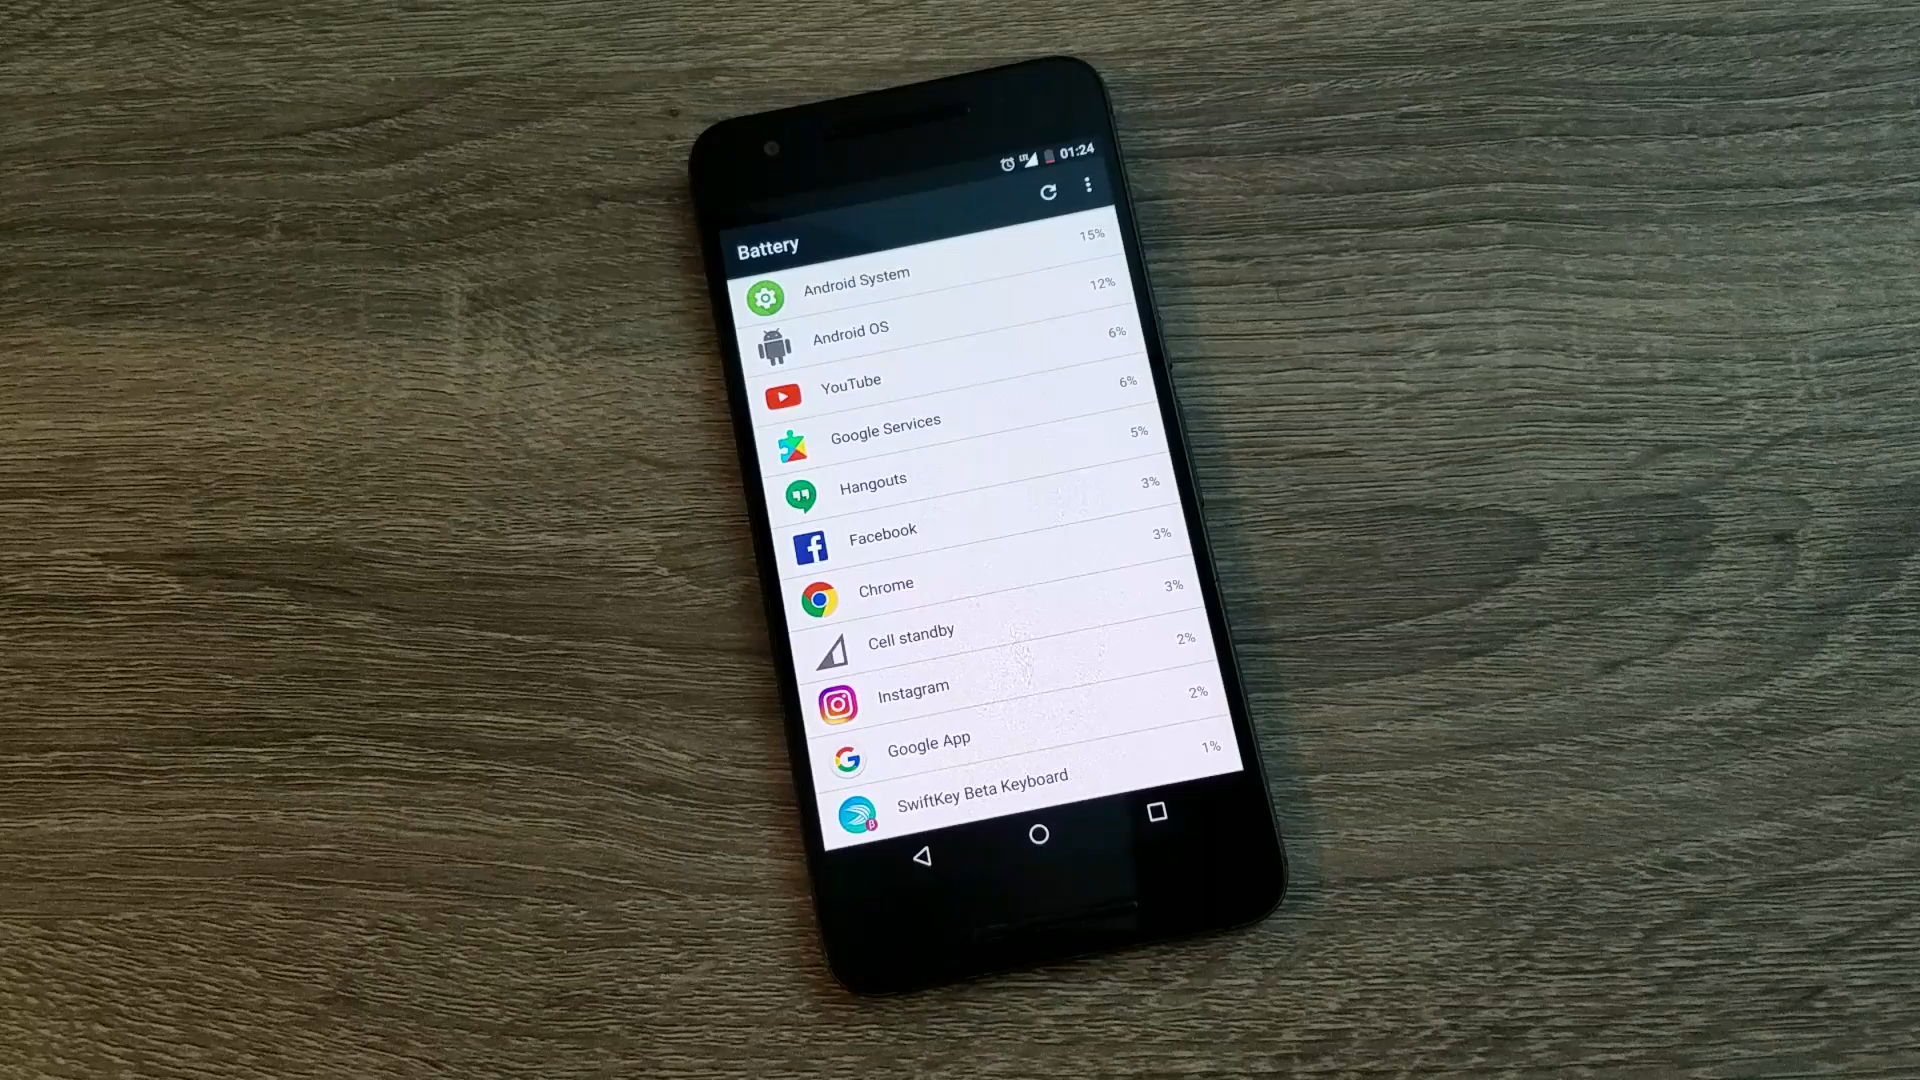 LTE 01:24
Battery
Android System 15%
Android OS 12%
YouTube 6%
Google Services 6%
Hangouts 5%
Facebook 3%
Chrome 3%
Cell standby 3%
Instagram 2%
Google App 2%
SwiftKey Beta Keyboard 1%